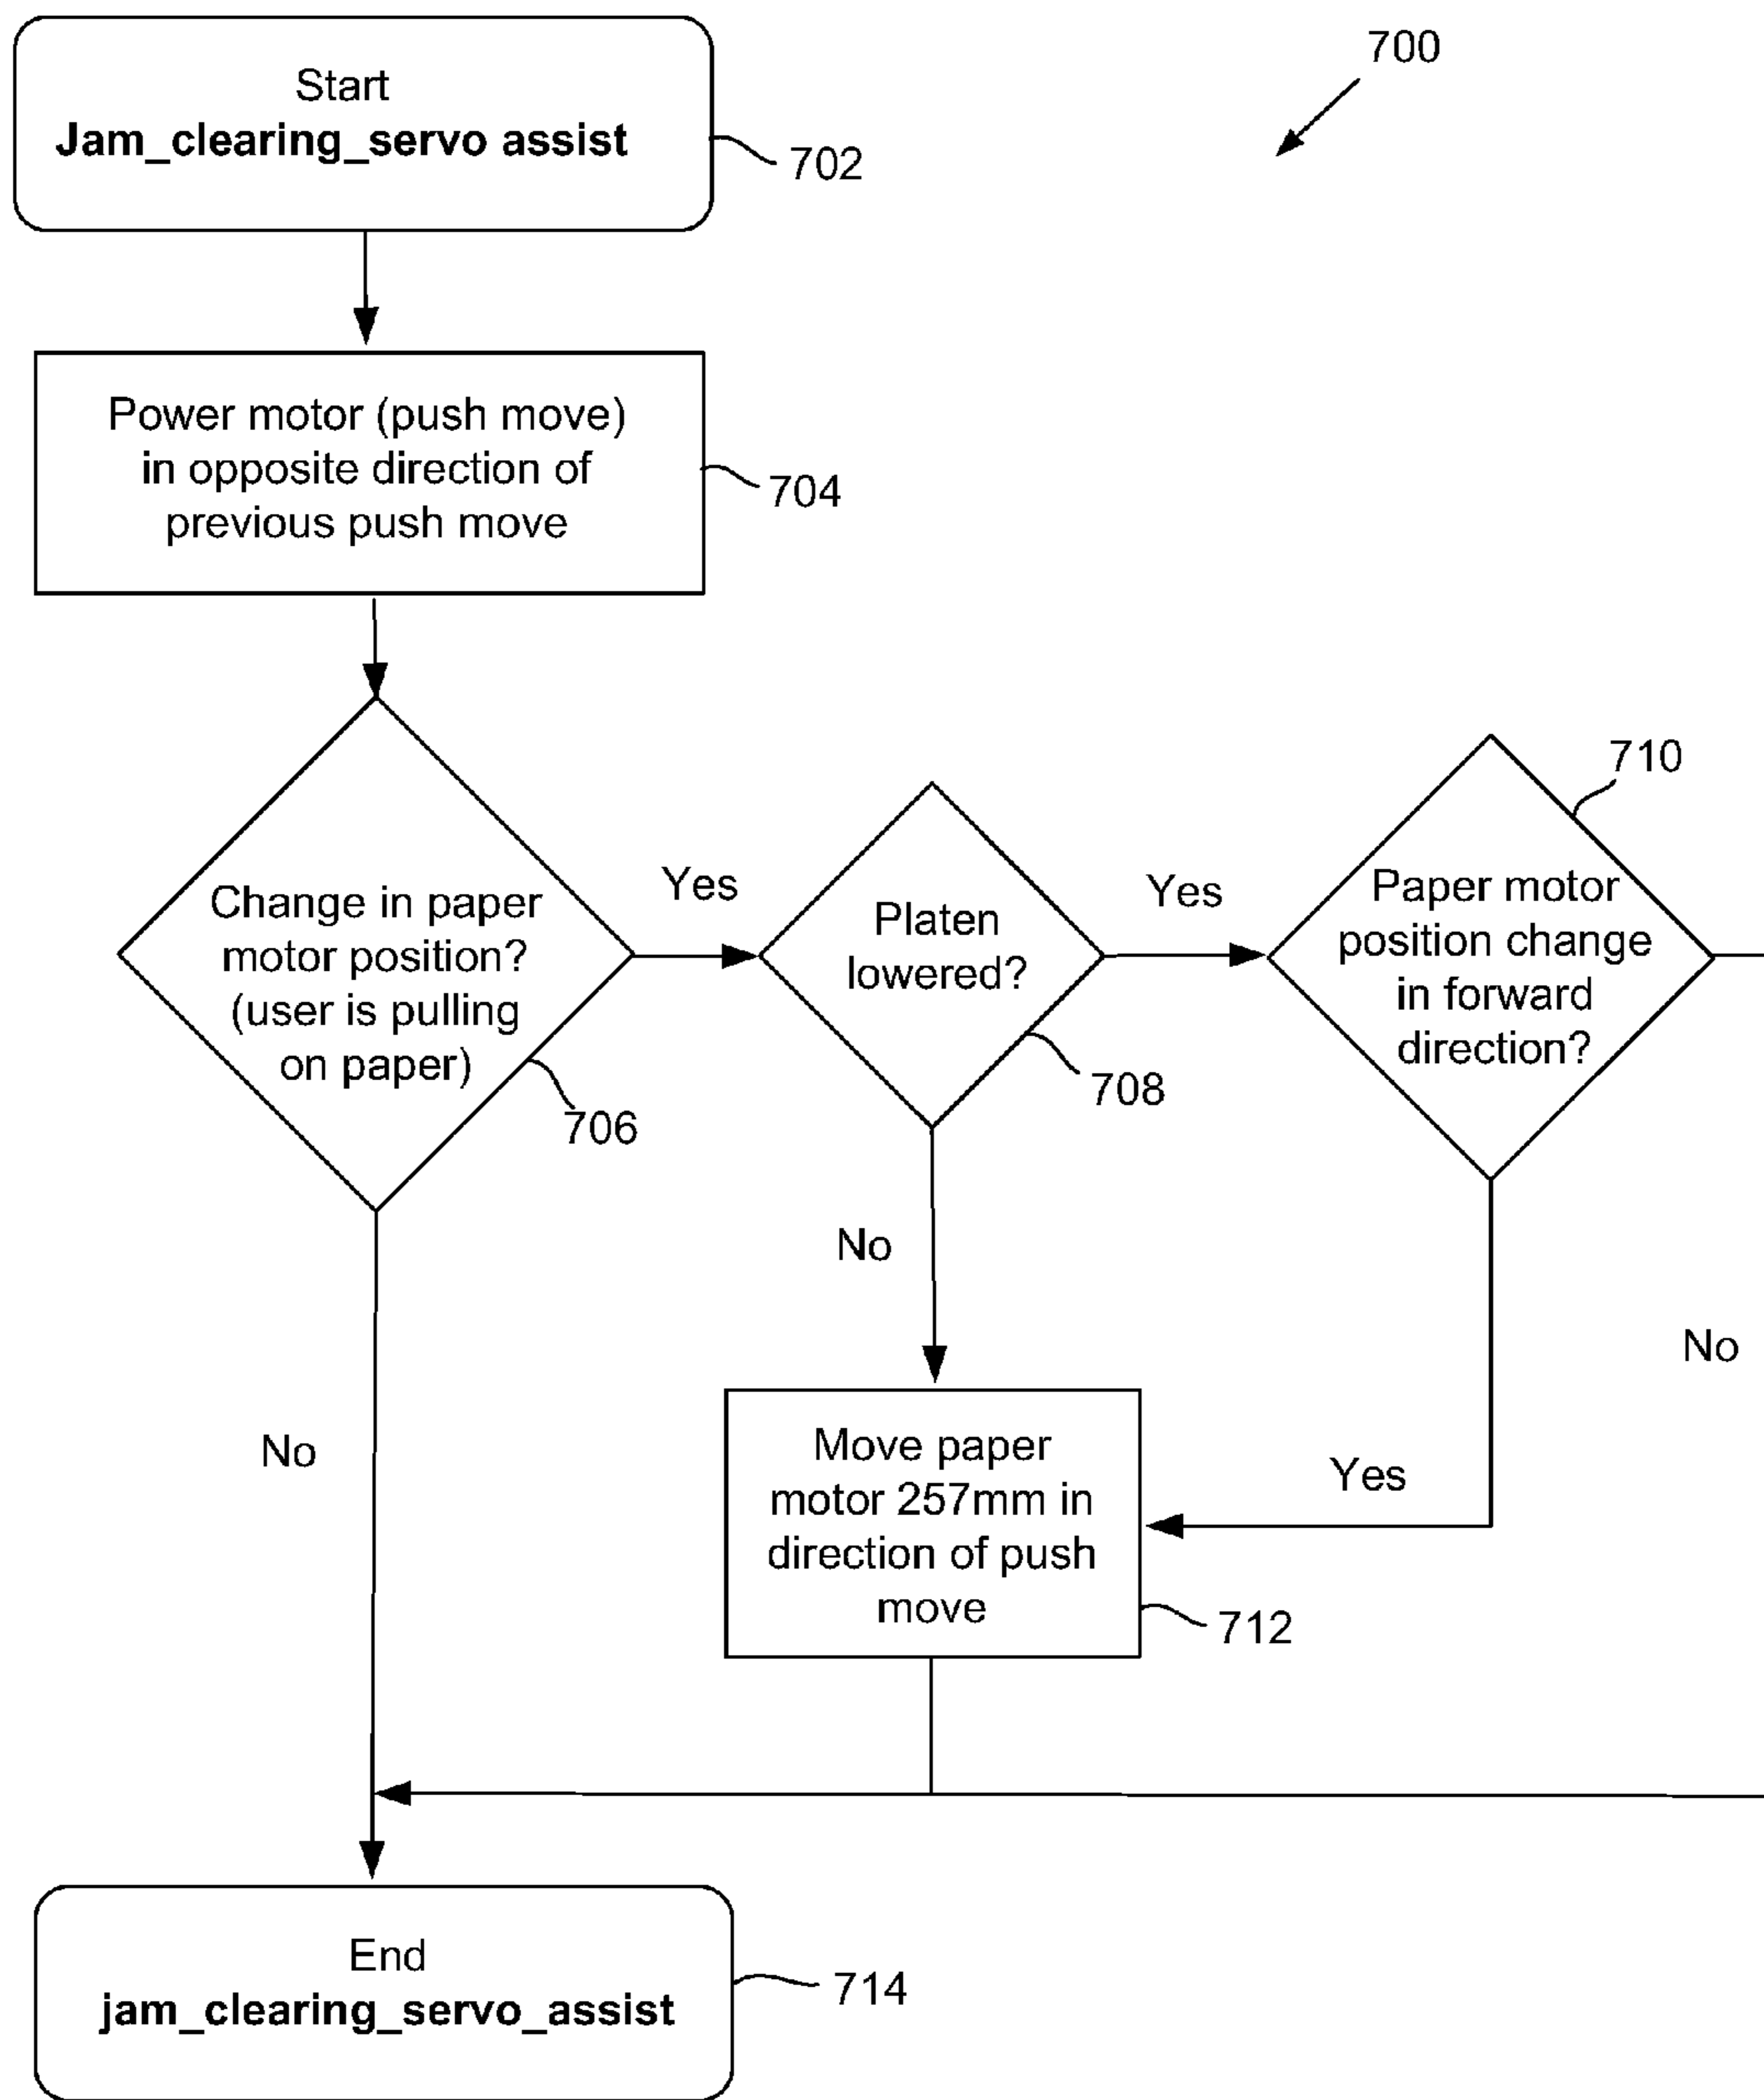 700
Start
Jam_clearing_servo assist
702
Power motor (push move)
in opposite direction of
previous push move
704
Change in paper
motor position?
(user is pulling
on paper)
706
Yes
No
Platen
lowered?
708
Yes
No
Paper motor
position change
in forward
direction?
710
No
Yes
Move paper
motor 257mm in
direction of push
move
712
End
jam_clearing_servo_assist
714